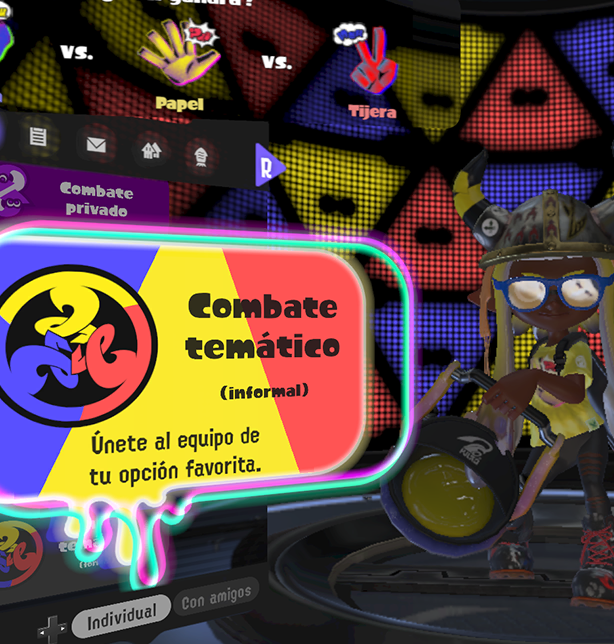 vs.
vs.
Papel
Tijera
R
Combate
privado
Combate
temático
(informal)
Únete al equipo de
tu opción favorita.
Individual
Con amigos